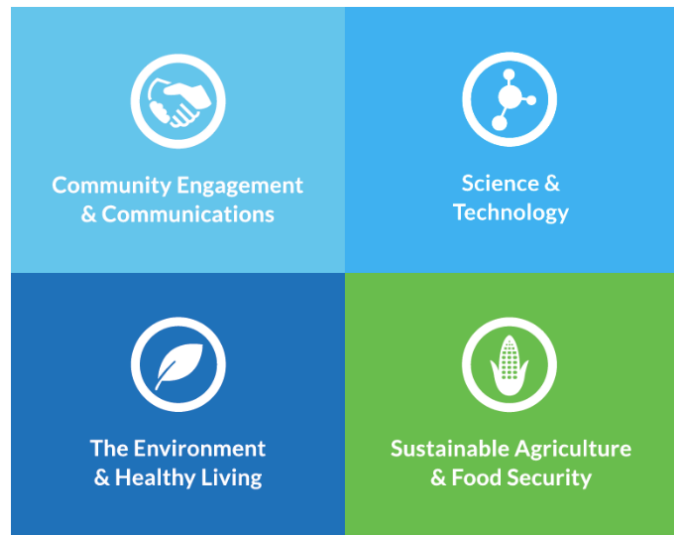 Community Engagement
& Communications
Science &
Technology
The Environment
& Healthy Living
Sustainable Agriculture
& Food Security